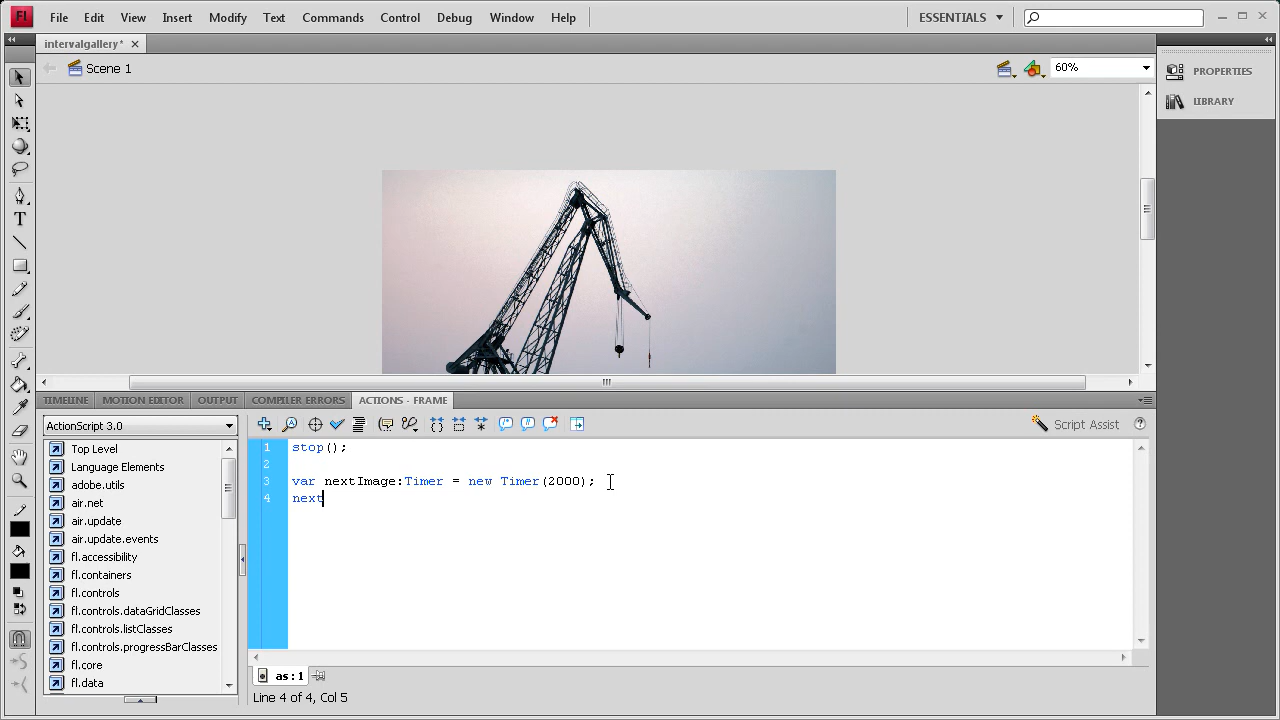 Fl File Edit View Insert Modify Text Commands Control Debug Window Help ESSENTIALS
intervalgallery*
Scene 1 60%
PROPERTIES
LIBRARY
T
TIMELINE MOTION EDITOR OUTPUT COMPILER ERRORS ACTIONS - FRAME
ActionScript 3.0 Script Assist
Top Level
Language Elements
adobe.utils
air.net
air.update
air.update.events
fl.accessibility
fl.containers
fl.controls
fl.controls.dataGridClasses
fl.controls.listClasses
fl.controls.progressBarClasses
fl.core
fl.data
1 stop();
2
3 var nextImage:Timer = new Timer(2000);
4 next
as : 1
Line 4 of 4, Col 5